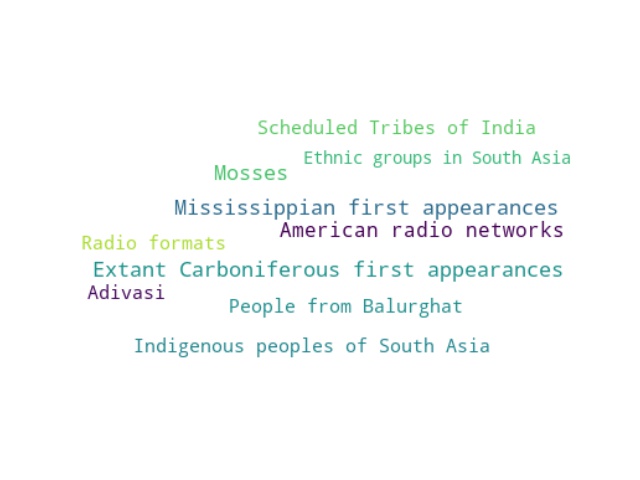 Scheduled Tribes of India
Ethnic groups in South Asia
Mosses
Mississippian first appearances
American radio networks
Radio formats
Extant Carboniferous first appearances
Adivasi
People from Balurghat
Indigenous peoples of South Asia